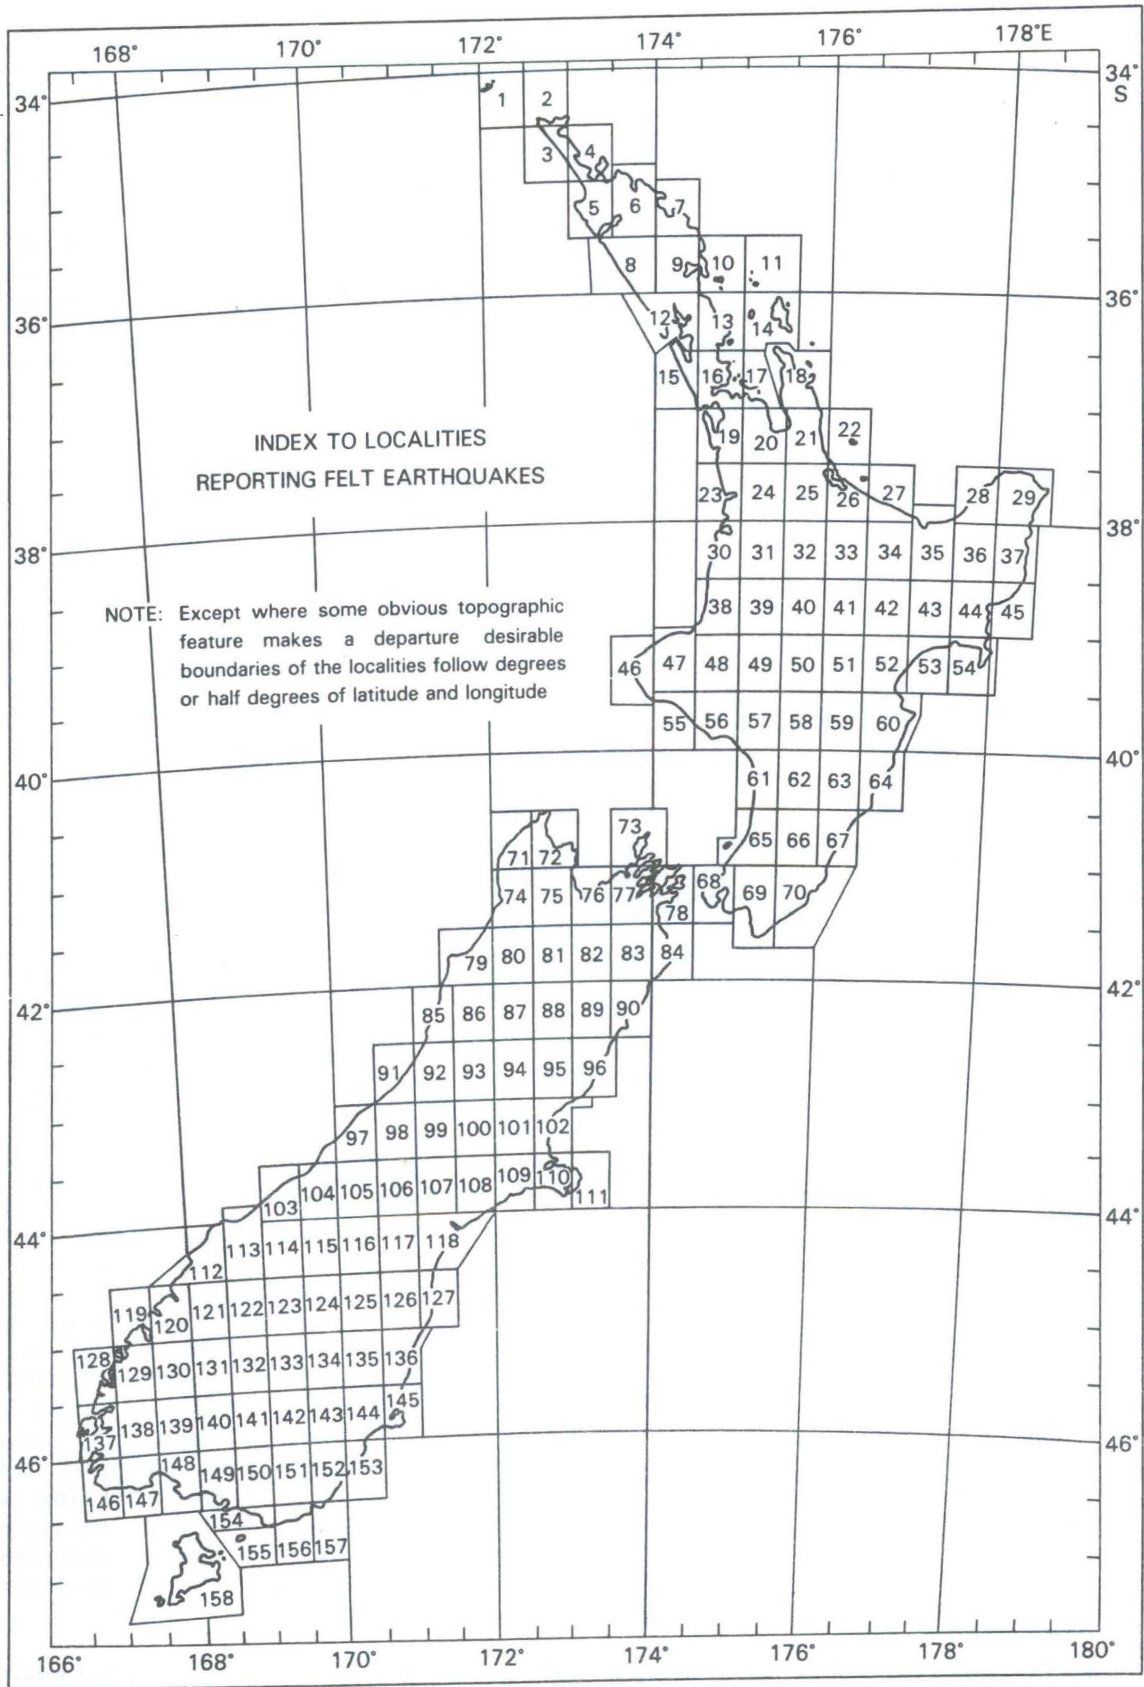 168° 170° 172° 174° 176° 178°E
34° 34°
S
1 2
3 4
5 6 7
8 9 10 11
36° 36°
12 13 14
15 16 17 18
19 20 21 22
INDEX TO LOCALITIES
REPORTING FELT EARTHQUAKES
23 24 25 26 27 28 29
38° 38°
30 31 32 33 34 35 36 37
38 39 40 41 42 43 44 45
NOTE: Except where some obvious topographic
feature makes a departure desirable
boundaries of the localities follow degrees
or half degrees of latitude and longitude
46 47 48 49 50 51 52 53 54
55 56 57 58 59 60
40° 40°
61 62 63 64
65 66 67
71 72 73
74 75 76 77 78 68 69 70
79 80 81 82 83 84
42° 42°
85 86 87 88 89 90
91 92 93 94 95 96
97 98 99 100 101 102
103 104 105 106 107 108 109 110 111
44° 44°
112 113 114 115 116 117 118
119 120 121 122 123 124 125 126 127
128 129 130 131 132 133 134 135 136
137 138 139 140 141 142 143 144 145
46° 46°
146 147 148 149 150 151 152 153
154 155 156 157
158
166° 168° 170° 172° 174° 176° 178° 180°